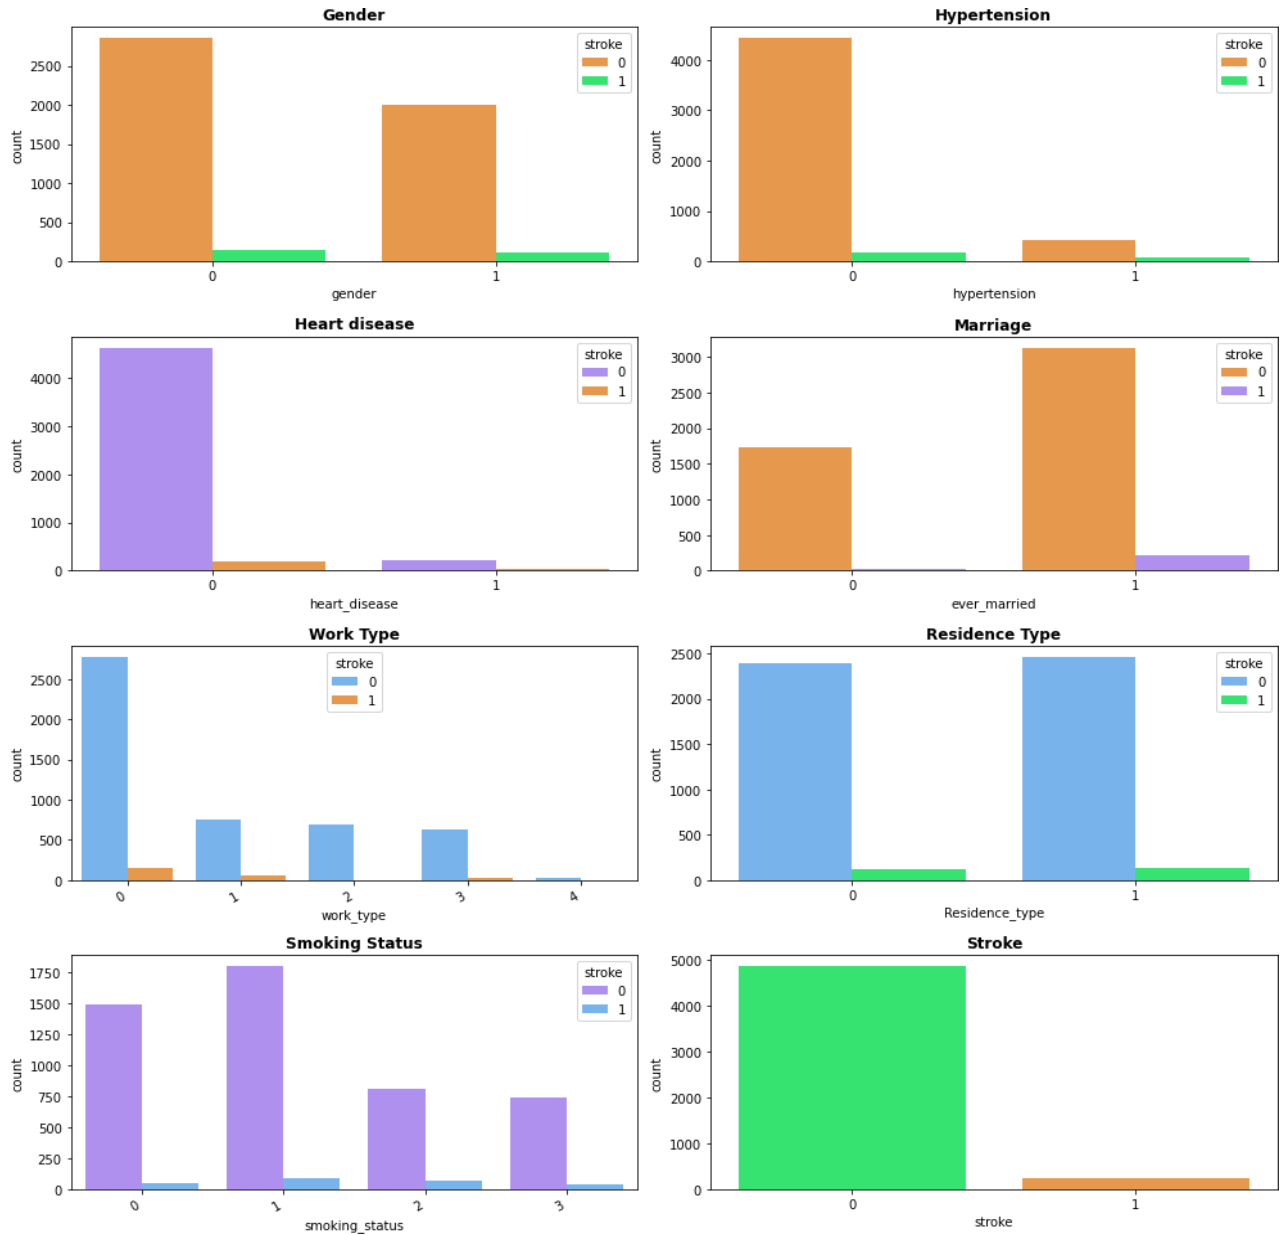 Gender
stroke
0
1
2500
2000
1500
1000
500
0
count
0 1
gender
Hypertension
stroke
0
1
4000
3000
2000
1000
0
count
0 1
hypertension
Heart disease
stroke
0
1
4000
3000
2000
1000
0
count
0 1
heart_disease
Marriage
stroke
0
1
3000
2500
2000
1500
1000
500
0
count
0 1
ever_married
Work Type
stroke
0
1
2500
2000
1500
1000
500
0
count
0 1 2 3 4
work_type
Residence Type
stroke
0
1
2500
2000
1500
1000
500
0
count
0 1
Residence_type
Smoking Status
stroke
0
1
1750
1500
1250
1000
750
500
250
0
count
0 1 2 3
smoking_status
Stroke
5000
4000
3000
2000
1000
0
count
0 1
stroke